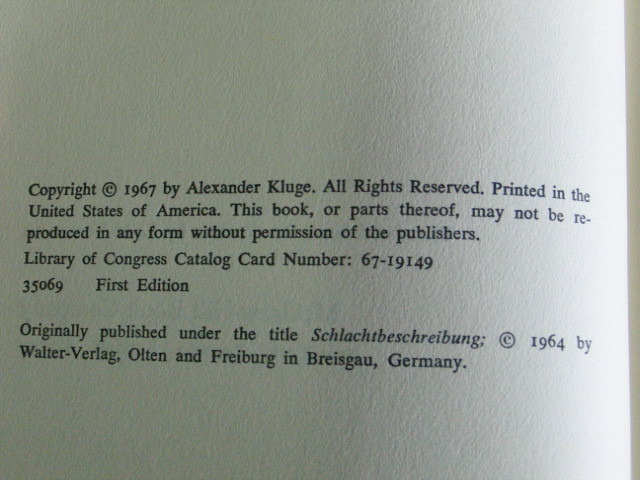 Copyright © 1967 by Alexander Kluge. All Rights Reserved. Printed in the
United States of America. This book, or parts thereof, may not be re-
produced in any form without permission of the publishers.
Library of Congress Catalog Card Number: 67-19149
35069 First Edition
Originally published under the title Schlachtbeschreibung; © 1964 by
Walter-Verlag, Olten and Freiburg in Breisgau, Germany.